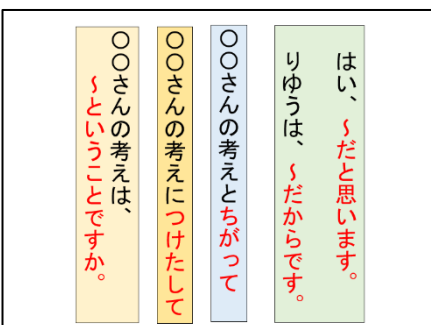 はい、～だと思います。
りゆうは、～だからです。
〇〇さんの考えとちがって
〇〇さんの考えにつけたして
〇〇さんの考えは、
～ということですか。